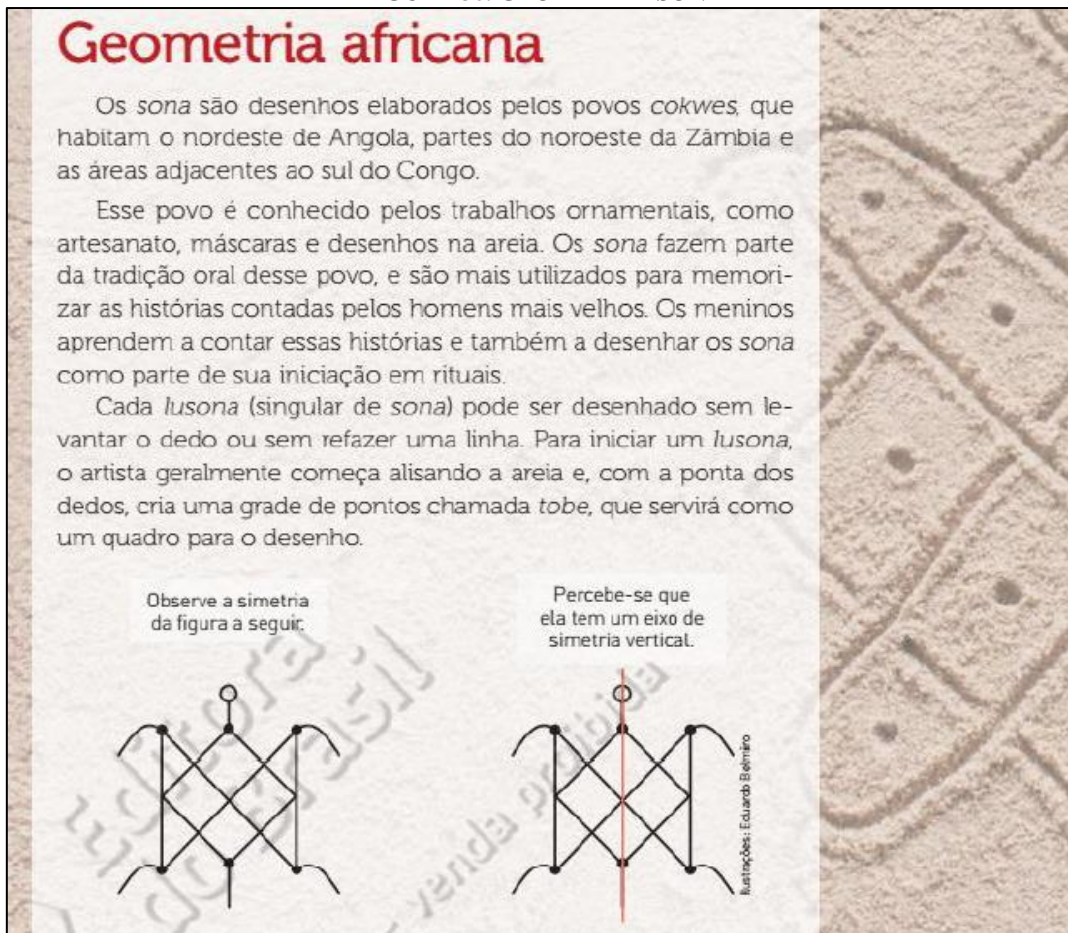 Geometria africana
Os sona são desenhos elaborados pelos povos cokwes, que
habitam o nordeste de Angola, partes do noroeste da Zâmbia e
as áreas adjacentes ao sul do Congo.
Esse povo é conhecido pelos trabalhos ornamentais, como
artesanato, máscaras e desenhos na areia. Os sona fazem parte
da tradição oral desse povo, e são mais utilizados para memori-
zar as histórias contadas pelos homens mais velhos. Os meninos
aprendem a contar essas histórias e também a desenhar os sona
como parte de sua iniciação em rituais.
Cada lusona (singular de sona) pode ser desenhado sem le-
vantar o dedo ou sem refazer uma linha. Para iniciar um lusona,
o artista geralmente começa alisando a areia e, com a ponta dos
dedos, cria uma grade de pontos chamada tobe, que servirá como
um quadro para o desenho.
Observe a simetria
da figura a seguir.
Percebe-se que
ela tem um eixo de
simetria vertical.
Ilustrações: Eduardo Belmiro